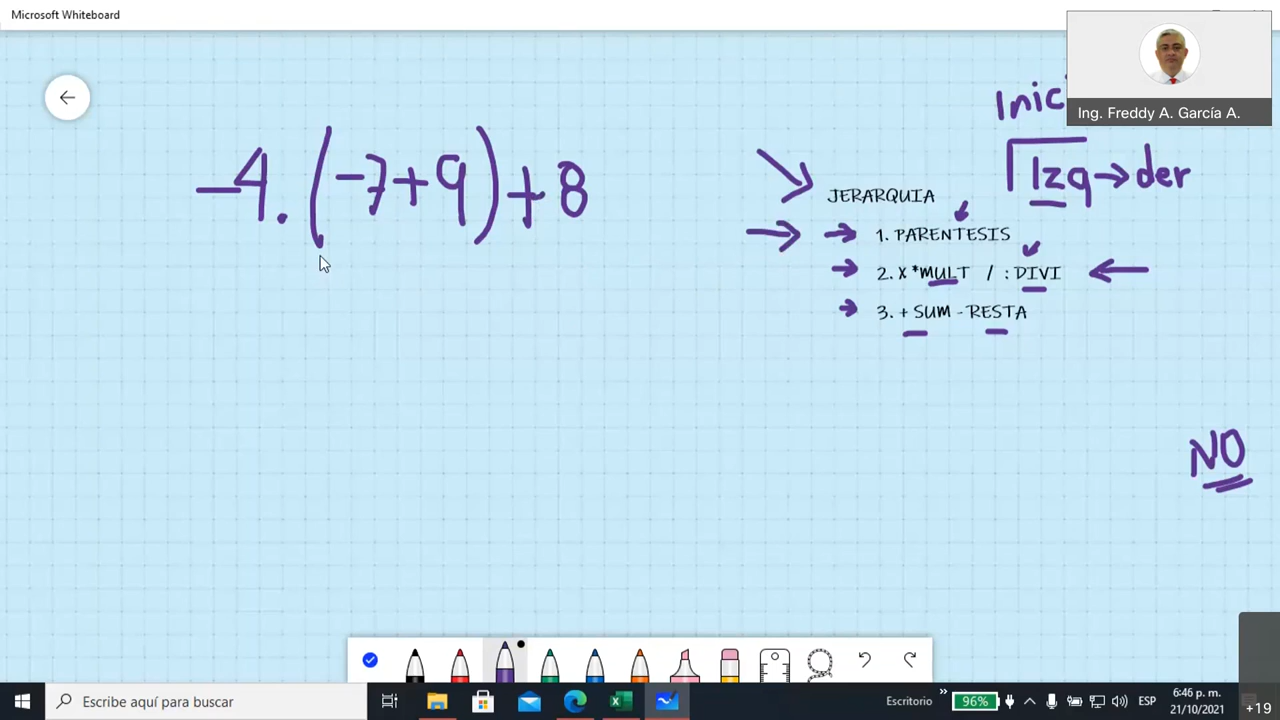 Microsoft Whiteboard
Ing. Freddy A. García A.
-4.(-7+9)+8
Izq→der
JERARQUIA
→ → 1. PARENTESIS
→ 2. X *MULT / : DIVI ←
→ 3. + SUM - RESTA
NO
Escribe aquí para buscar
Escritorio
»
96%
ESP
6:46 p. m.
21/10/2021
+19